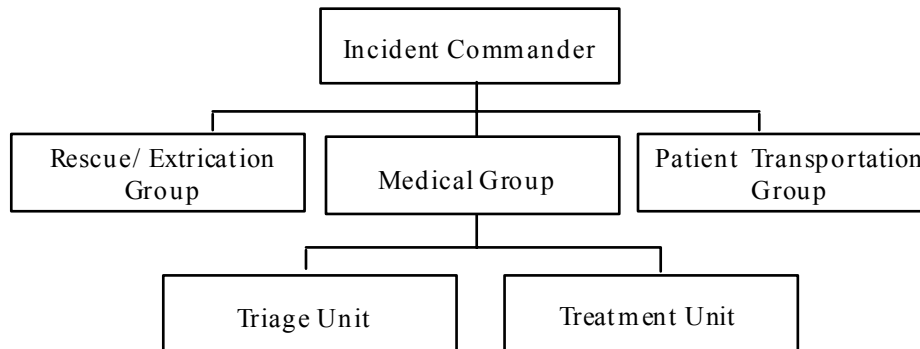 Incident Commander
Rescue/ Extrication
Group
Medical Group
Patient Transportation
Group
Triage Unit
Treatment Unit